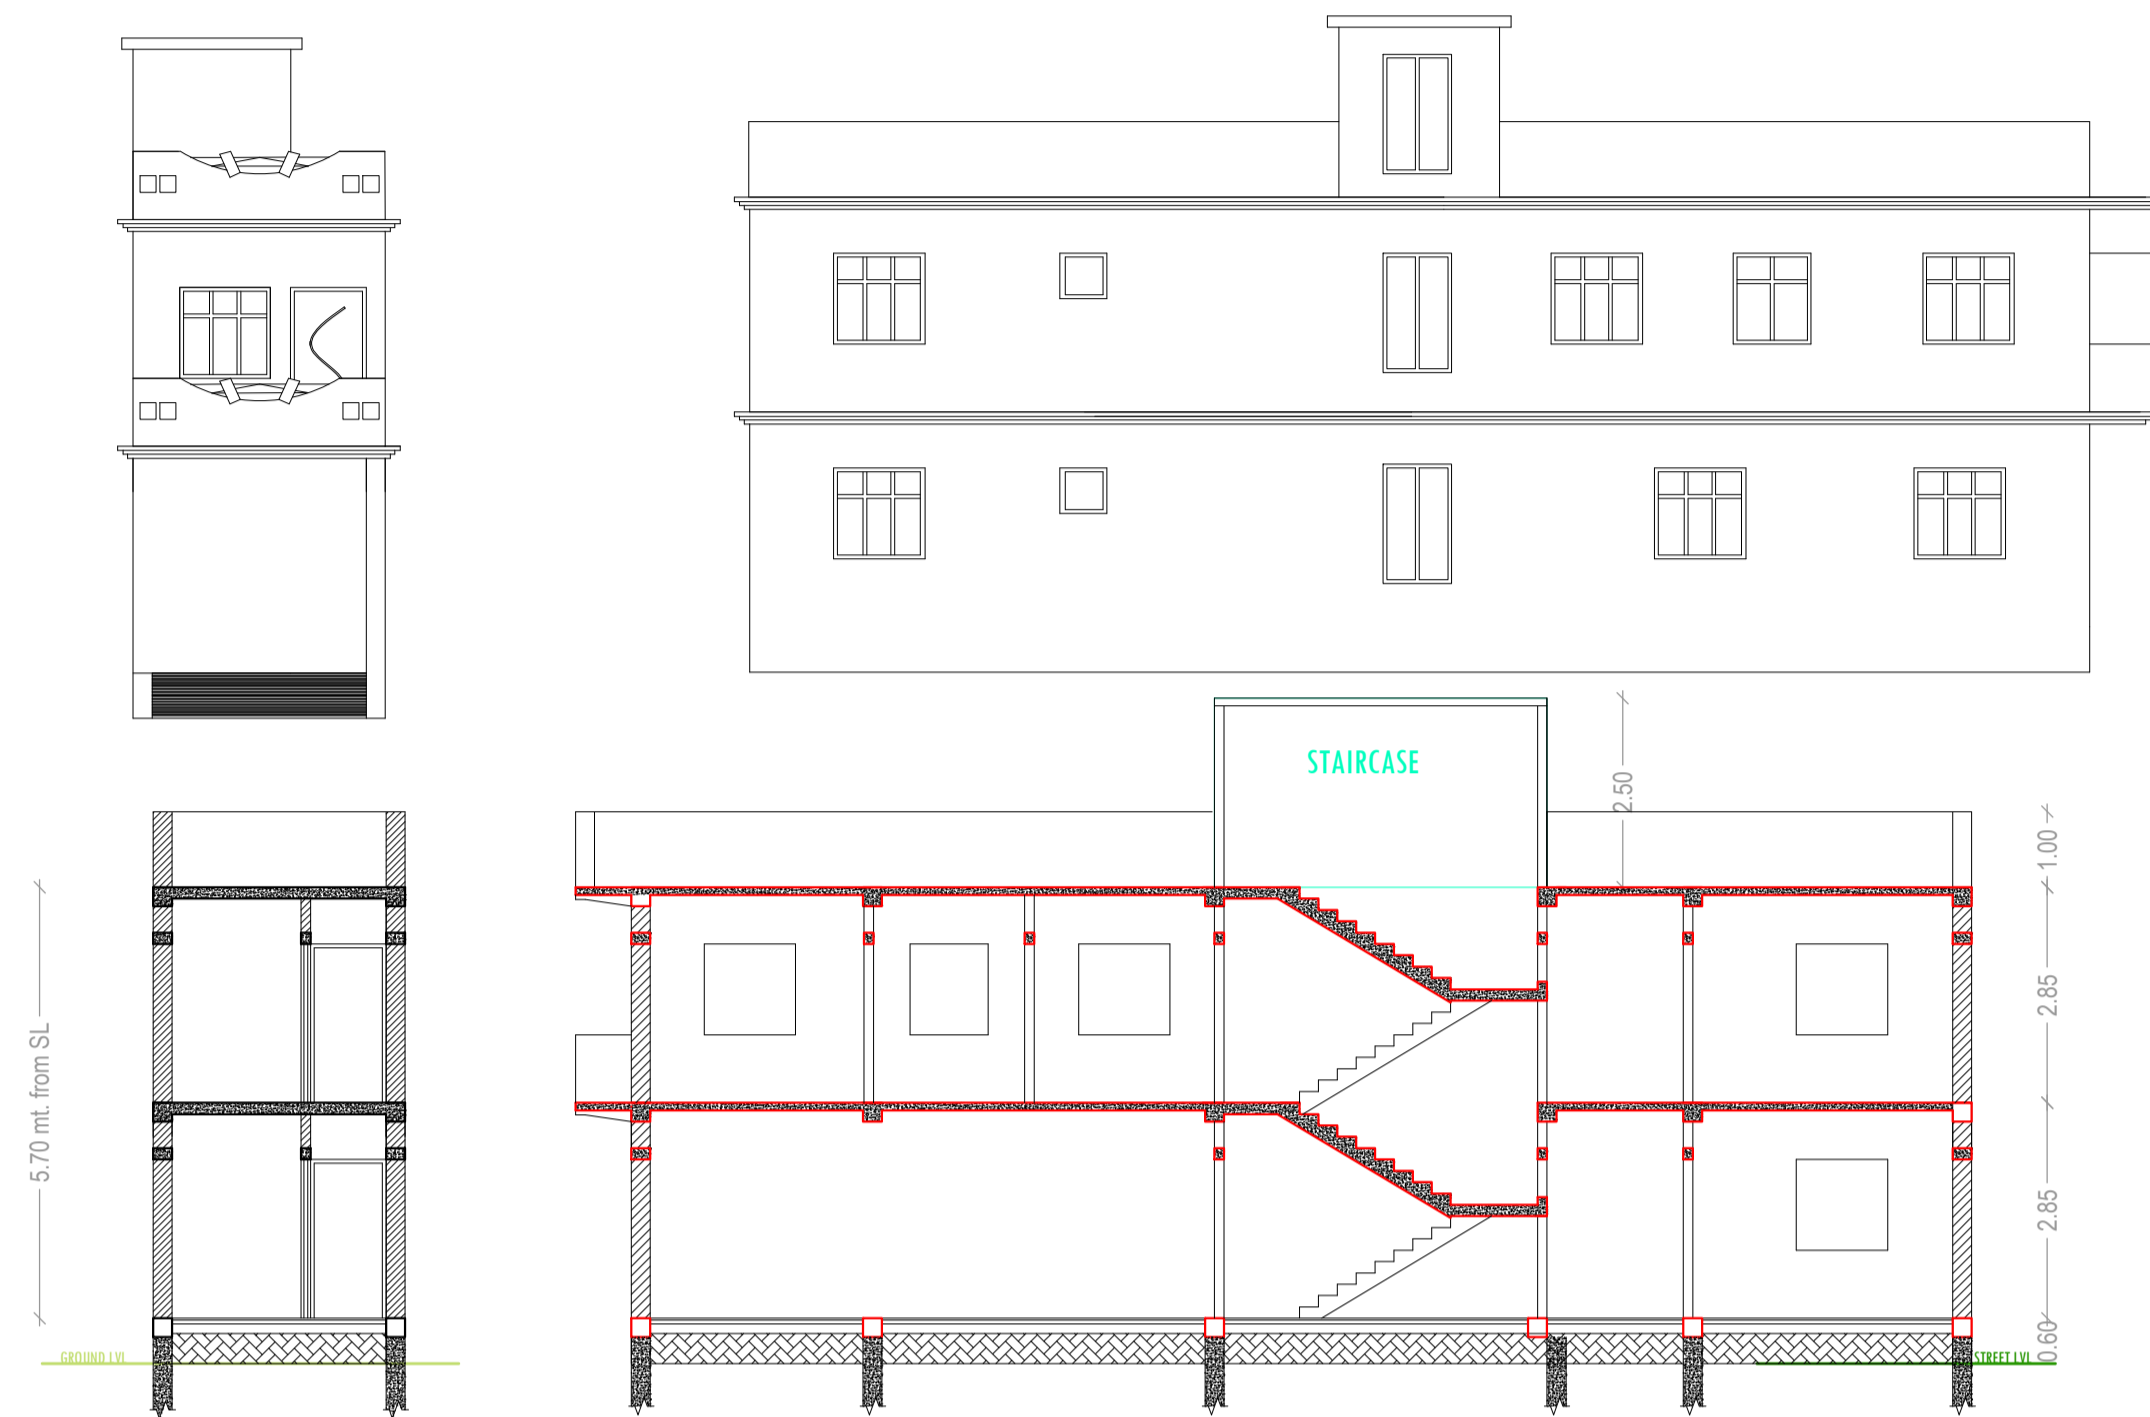 STAIRCASE
2.50
1.00
2.85
5.70 mt. from SL
2.85
0.60
GROUND LVL
STREET LVL